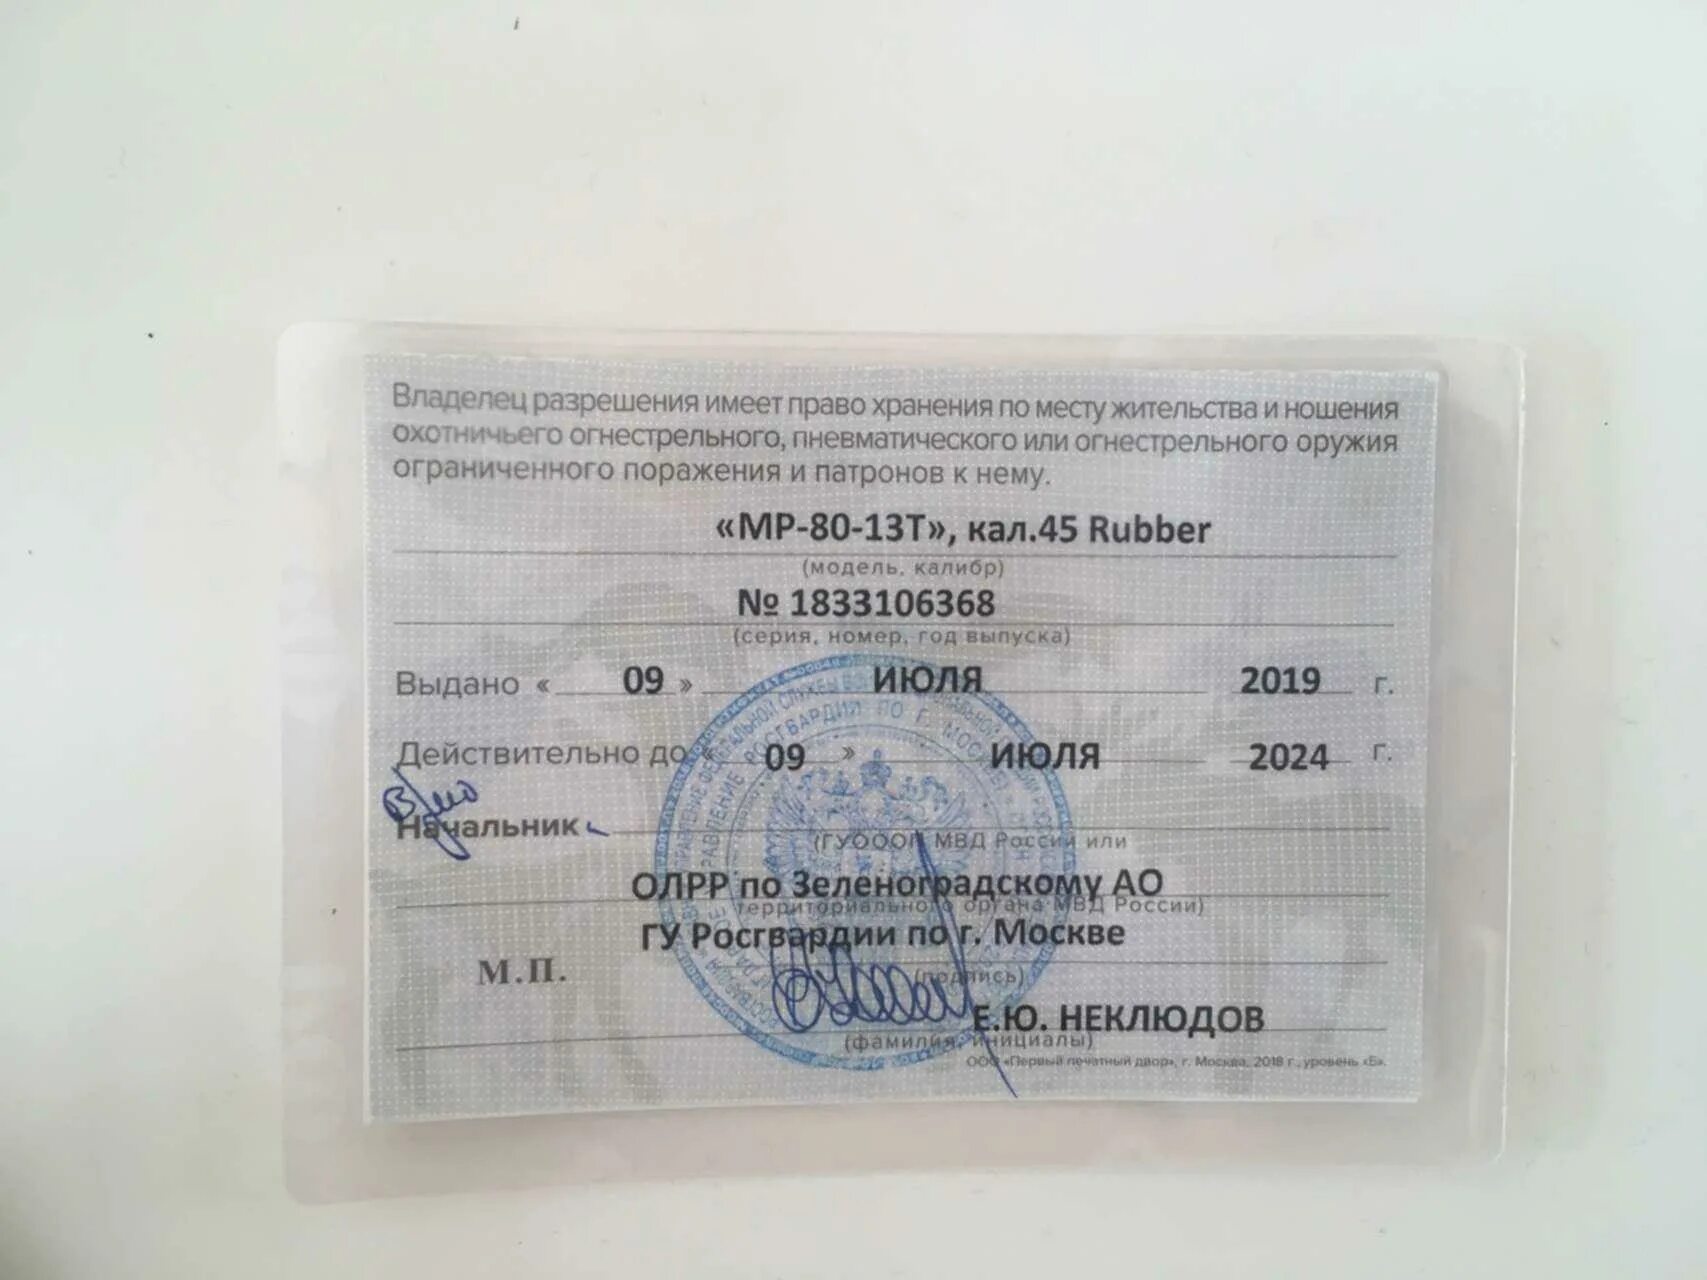 Владелец разрешения имеет право хранения по месту жительства и ношения
охотничьего огнестрельного, пневматического или огнестрельного оружия
ограниченного поражения и патронов к нему.
«МР-80-13Т», кал.45 Rubber
(модель, калибр)
№ 1833106368
(серия, номер, год выпуска)
Выдано « 09 » ИЮЛЯ 2019 г.
Действительно до « 09 » ИЮЛЯ 2024 г.
Начальник
(ГУОООП МВД России или
ОЛРР по Зеленоградскому АО
территориального органа МВД России)
ГУ Росгвардии по г. Москве
М.П.
(подпись)
Е.Ю. НЕКЛЮДОВ
(фамилия, инициалы)
ООО «Первый печатный двор», г. Москва, 2018 г., уровень «Б».